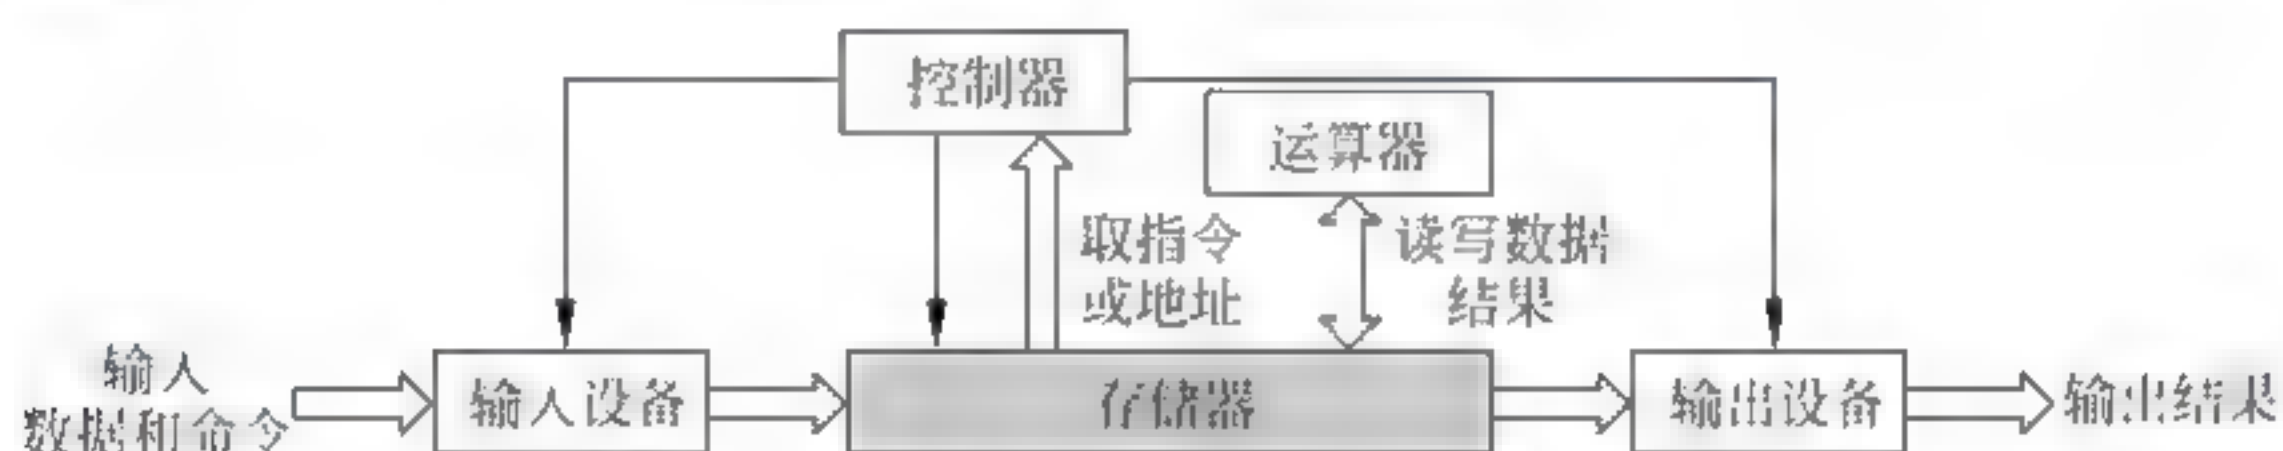 控制器
运算器
取指令
或地址
读写数据
结果
输入
数据和命令
输入设备
存储器
输出设备
输出结果